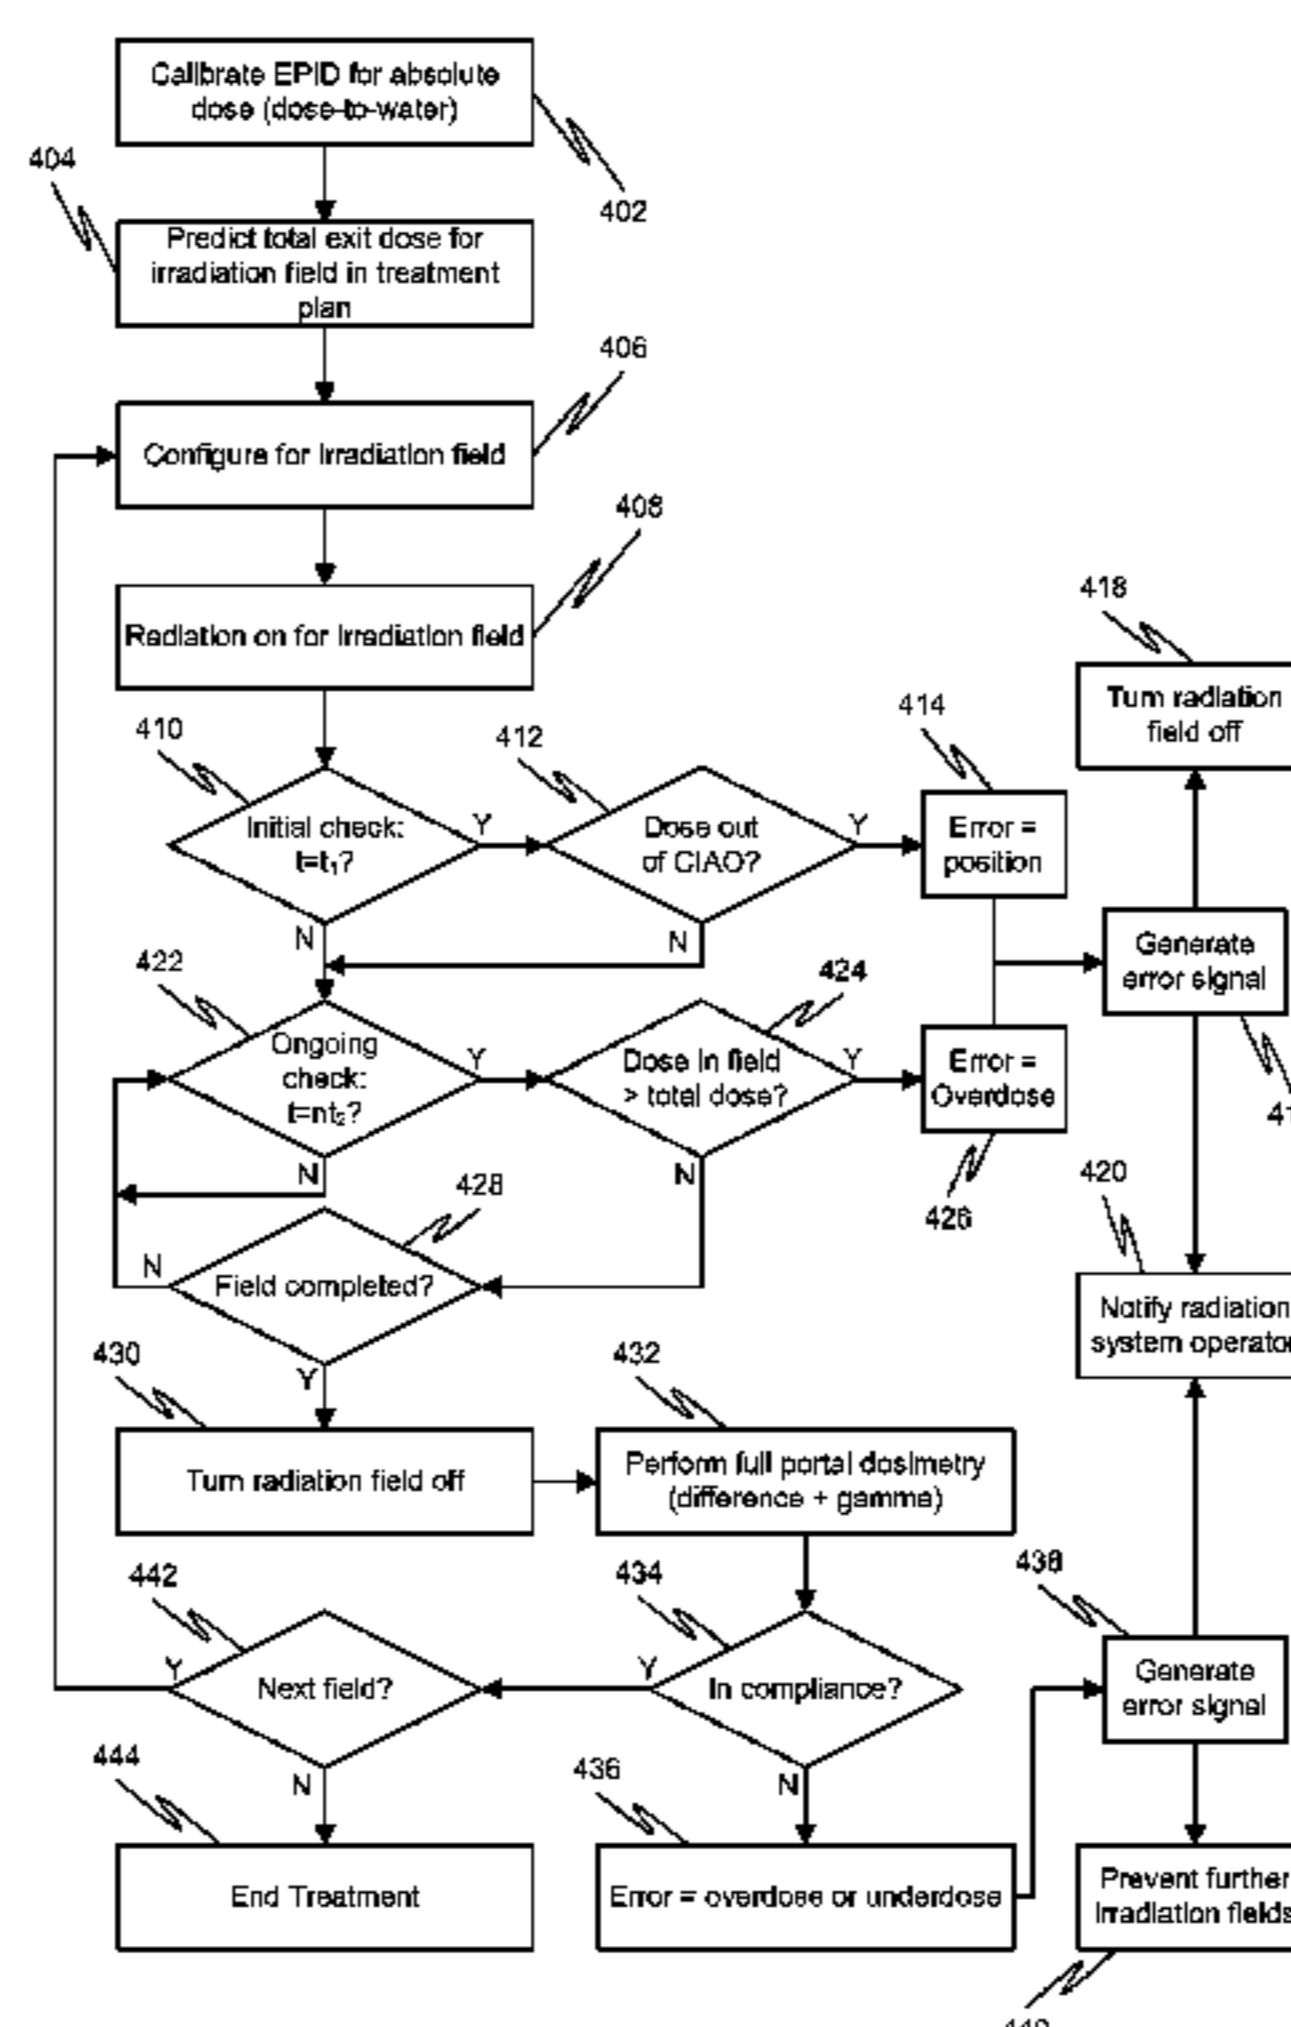 Calibrate EPID for absolute
dose (dose-to-water)
402
404
Predict total exit dose for
irradiation field in treatment
plan
406
Configure for irradiation field
408
Radiation on for irradiation field
410
Initial check:
t=t₁?
Y
N
412
Dose out
of CIAO?
Y
N
414
Error =
position
418
Turn radiation
field off
Generate
error signal
422
Ongoing
check:
t=nt₂?
Y
N
424
Dose in field
> total dose?
Y
N
Error =
Overdose
426
420
Notify radiation
system operator
428
Field completed?
N
Y
430
Turn radiation field off
432
Perform full portal dosimetry
(difference + gamma)
434
In compliance?
Y
N
442
Next field?
Y
N
444
End Treatment
436
Error = overdose or underdose
438
Generate
error signal
Prevent further
irradiation fields